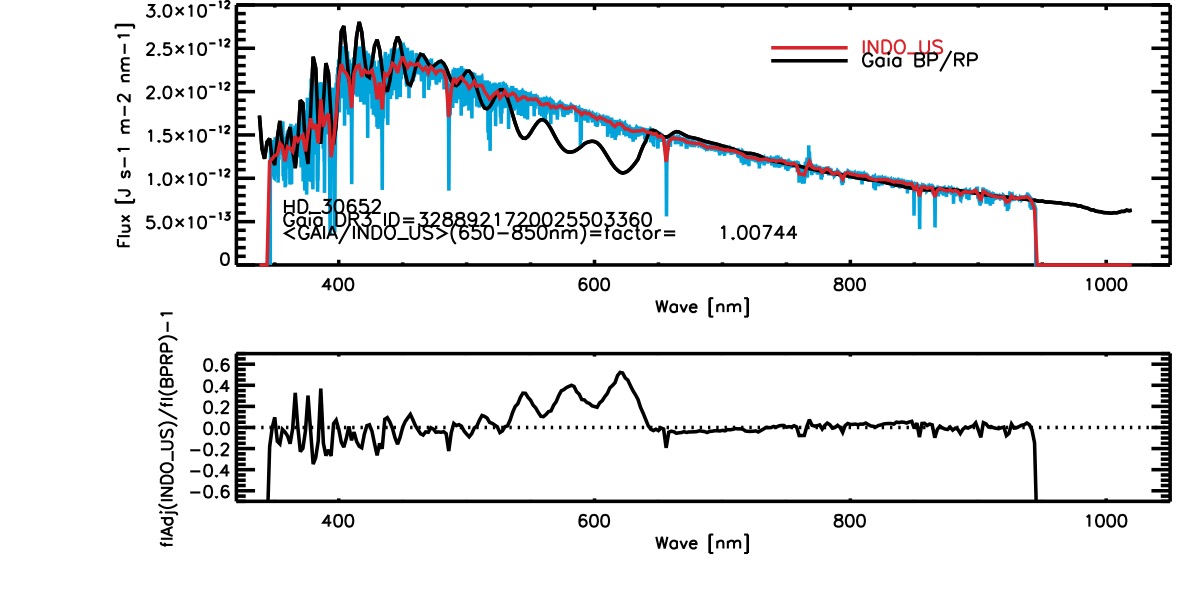 3.0×10⁻¹²
2.5×10⁻¹²
2.0×10⁻¹²
1.5×10⁻¹²
1.0×10⁻¹²
5.0×10⁻¹³
0
Flux [J s−1 m−2 nm−1]
INDO_US
Gaia BP/RP
HD_30652
Gaia DR3_ID=3288921720025503360
<GAIA/INDO_US>(650−850nm)=factor= 1.00744
400 600 800 1000
Wave [nm]
flAdj(INDO_US)/fl(BPRP)−1
0.6
0.4
0.2
0.0
−0.2
−0.4
−0.6
400 600 800 1000
Wave [nm]